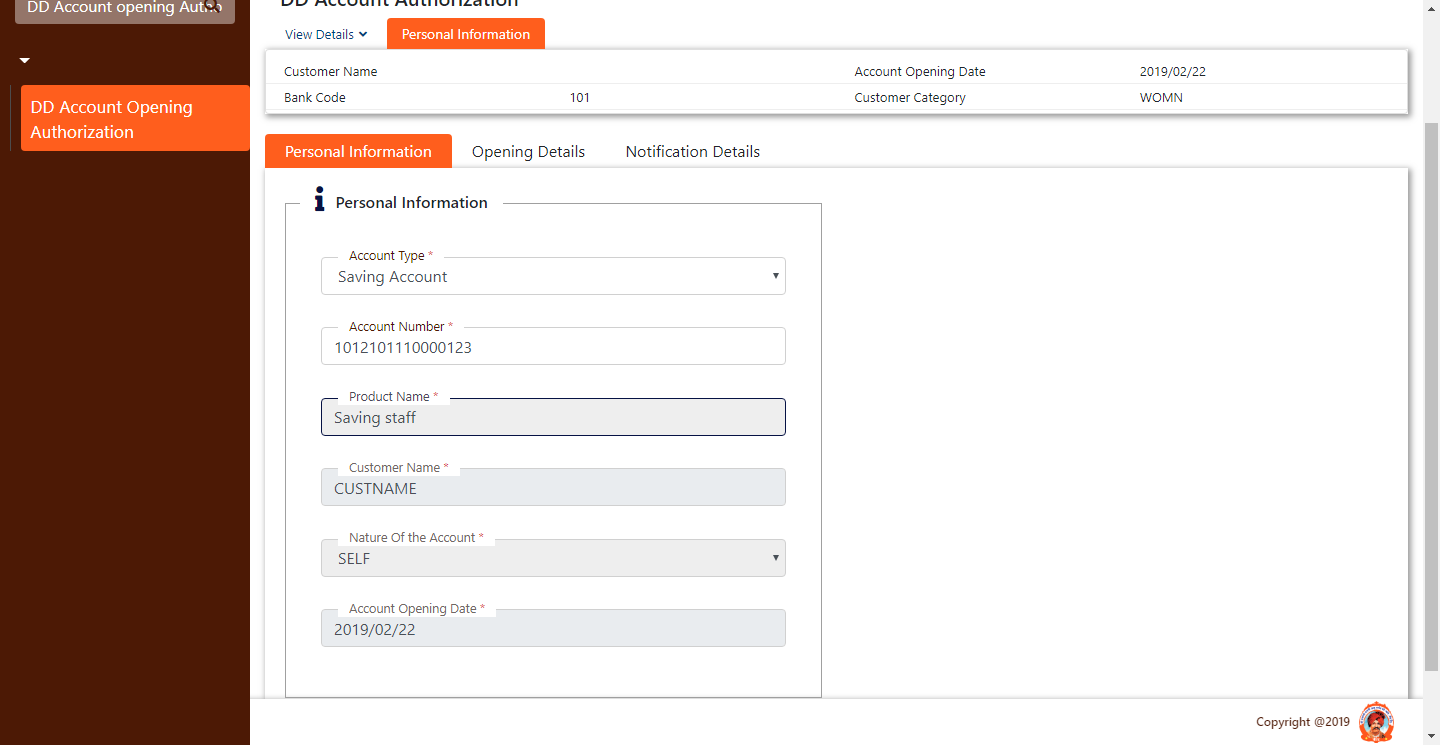 DD Account opening Autho
DD Account Authorization
View Details
Personal Information
Customer Name
Account Opening Date
2019/02/22
Bank Code
101
Customer Category
WOMN
DD Account Opening
Authorization
Personal Information
Opening Details
Notification Details
Personal Information
Account Type *
Saving Account
Account Number *
1012101110000123
Product Name *
Saving staff
Customer Name *
CUSTNAME
Nature Of the Account *
SELF
Account Opening Date *
2019/02/22
Copyright @2019